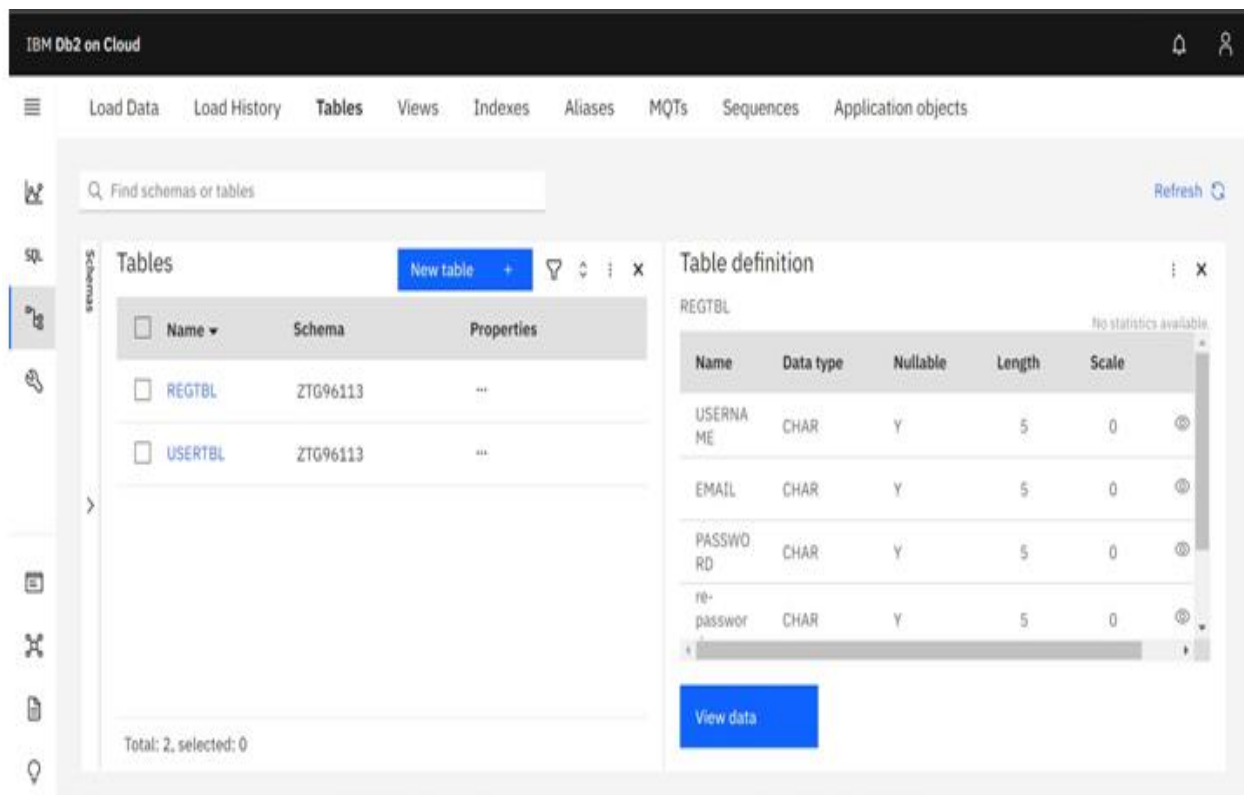 IBM Db2 on Cloud
Load Data Load History Tables Views Indexes Aliases MQTs Sequences Application objects
Find schemas or tables
Refresh
SQL
Schemas
Tables
New table +
Name Schema Properties
REGTBL ZTG96113 ...
USERTBL ZTG96113 ...
Total: 2, selected: 0
Table definition
REGTBL
No statistics available.
Name Data type Nullable Length Scale
USERNA
ME CHAR Y 5 0
EMAIL CHAR Y 5 0
PASSWO
RD CHAR Y 5 0
re-
passwor CHAR Y 5 0
View data